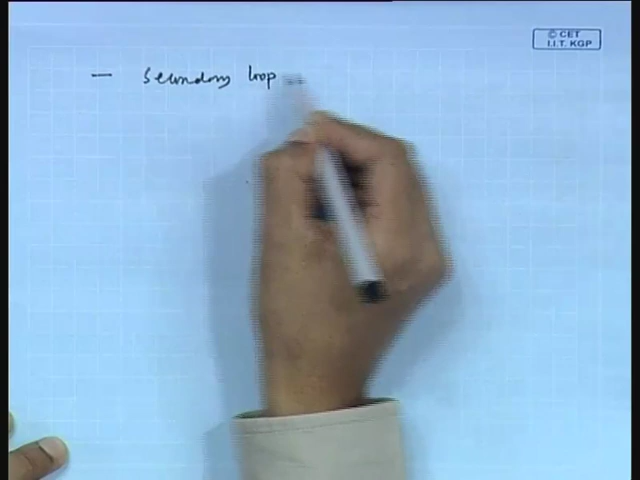 © CET
I.I.T. KGP
— Secondary loop